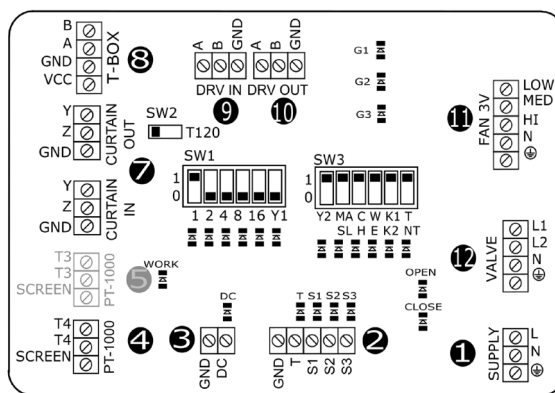 B
A
GND
VCC
T-BOX
8
Y
Z
GND
CURTAIN
OUT
7
Y
Z
GND
CURTAIN
IN
T3
T3
SCREEN
PT-1000
5
WORK
T4
T4
SCREEN
PT-1000
4
A B GND
DRV IN
9
A B GND
DRV OUT
10
SW2
T120
SW1
1
0
1 2 4 8 16 Y1
SW3
1
0
Y2 MA C W K1 T
SL H E K2 NT
G1
G2
G3
LOW
MED
HI
N
FAN 3V
11
L1
L2
N
VALVE
12
OPEN
CLOSE
L
N
SUPPLY
1
DC
3
GND
DC
T S1 S2 S3
2
GND
T
S1
S2
S3